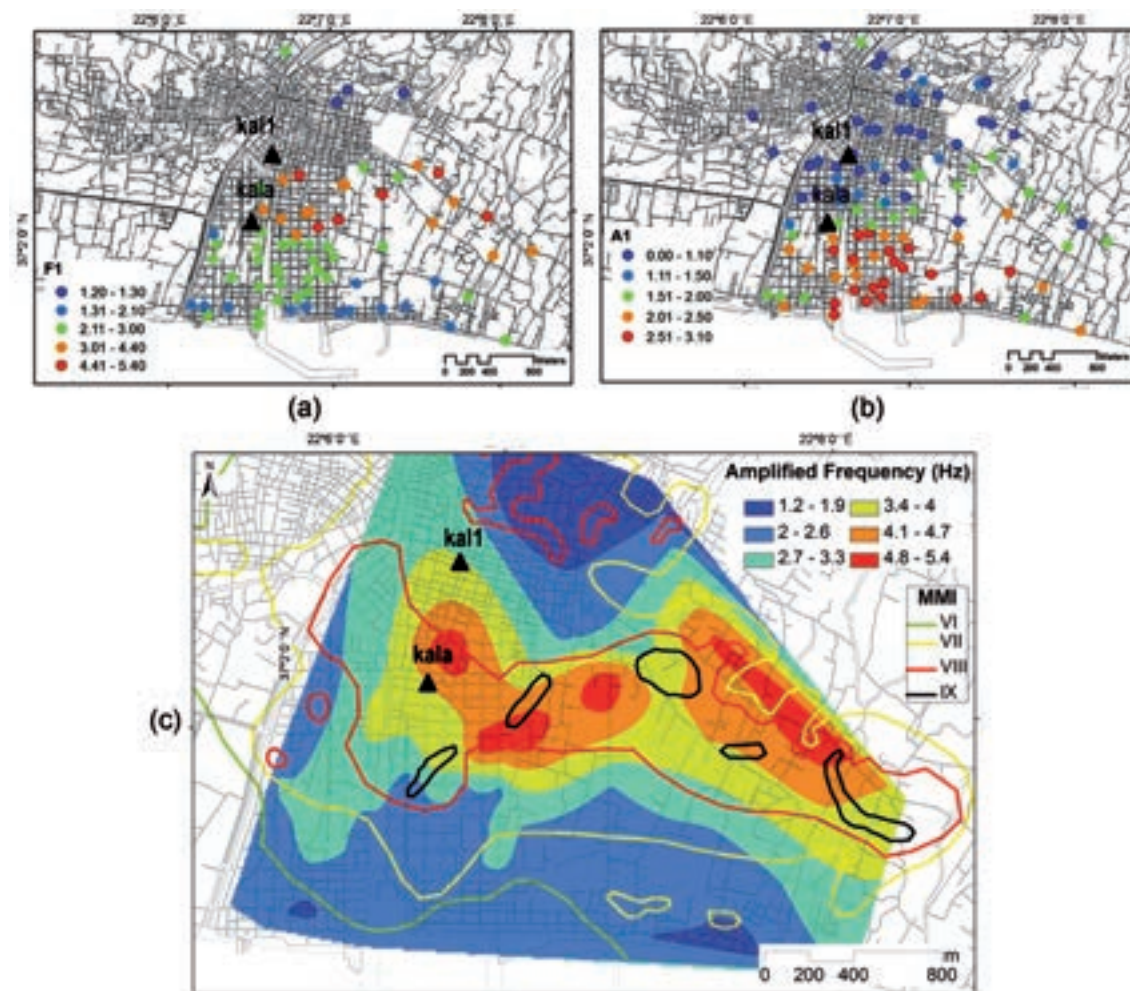 22°6'0"E 22°7'0"E 22°8'0"E
kal1
kala
37°2'0"N
F1
1.20 - 1.30
1.31 - 2.10
2.11 - 3.00
3.01 - 4.40
4.41 - 5.40
Meters
0 200 400 800
(a)
22°6'0"E 22°7'0"E 22°8'0"E
kal1
kala
37°2'0"N
A1
0.00 - 1.10
1.11 - 1.50
1.51 - 2.00
2.01 - 2.50
2.51 - 3.10
Meters
0 200 400 800
(b)
22°6'0"E 22°8'0"E
N
Amplified Frequency (Hz)
1.2 - 1.9 3.4 - 4
2 - 2.6 4.1 - 4.7
2.7 - 3.3 4.8 - 5.4
kal1
MMI
VI
VII
VIII
IX
37°2'0"N
kala
(c)
m
0 200 400 800